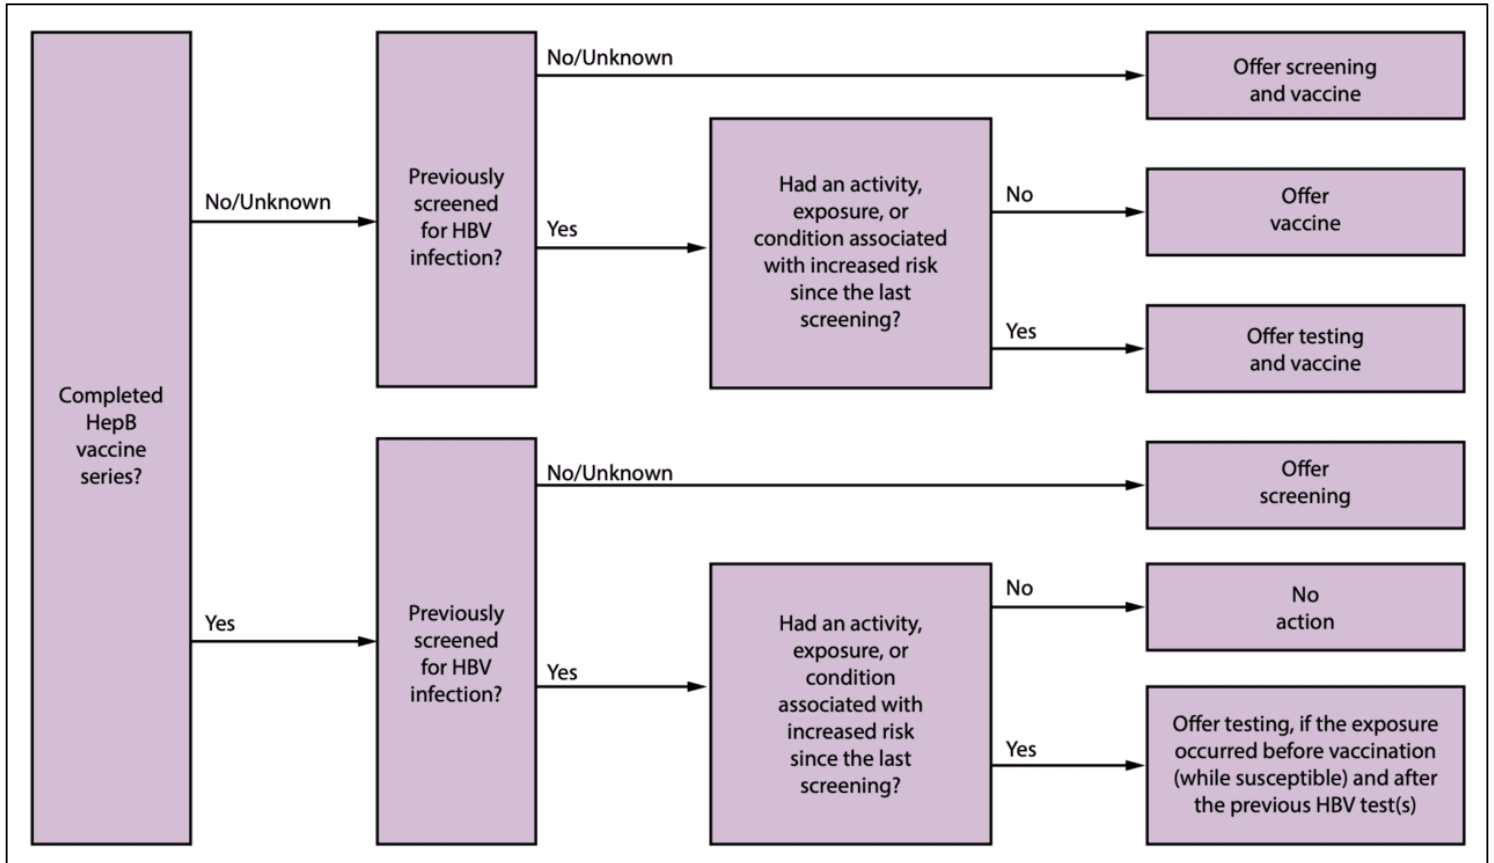 Completed
HepB
vaccine
series?
No/Unknown
Previously
screened
for HBV
infection?
No/Unknown
Offer screening
and vaccine
Yes
Had an activity,
exposure, or
condition associated
with increased risk
since the last
screening?
No
Offer
vaccine
Yes
Offer testing
and vaccine
Yes
Previously
screened
for HBV
infection?
No/Unknown
Offer
screening
Yes
Had an activity,
exposure, or
condition
associated with
increased risk
since the last
screening?
No
No
action
Yes
Offer testing, if the exposure
occurred before vaccination
(while susceptible) and after
the previous HBV test(s)